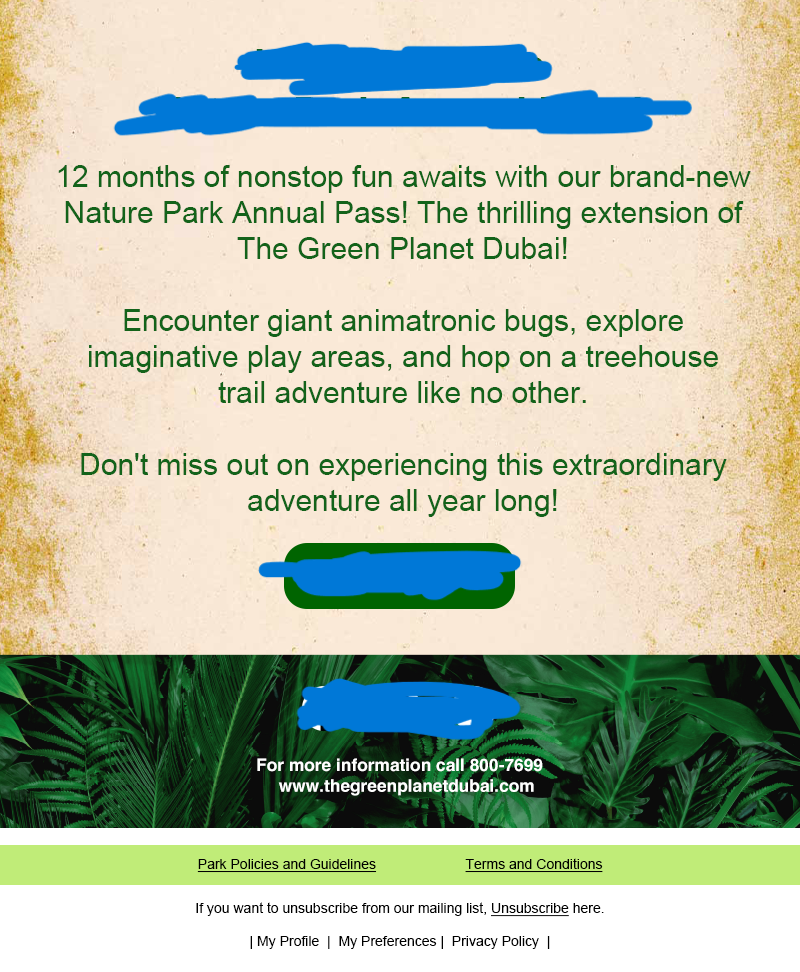 12 months of nonstop fun awaits with our brand-new
Nature Park Annual Pass! The thrilling extension of
The Green Planet Dubai!
Encounter giant animatronic bugs, explore
imaginative play areas, and hop on a treehouse
trail adventure like no other.
Don't miss out on experiencing this extraordinary
adventure all year long!
For more information call 800-7699
www.thegreenplanetdubai.com
Park Policies and Guidelines Terms and Conditions
If you want to unsubscribe from our mailing list, Unsubscribe here.
| My Profile | My Preferences | Privacy Policy |